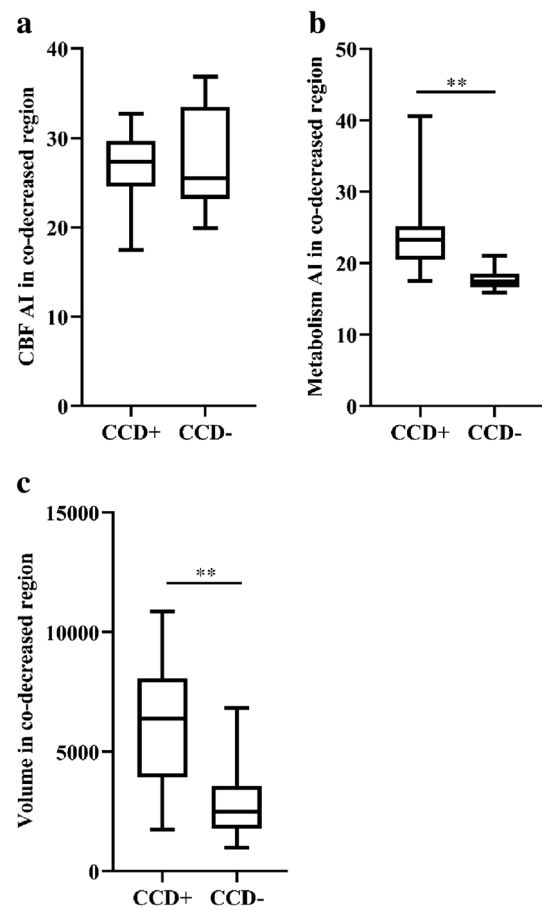 a
CBF AI in co-decreased region
40
30
20
10
0
CCD+ CCD-
b
Metabolism AI in co-decreased region
50
40
30
20
10
0
**
CCD+ CCD-
c
Volume in co-decreased region
15000
10000
5000
0
**
CCD+ CCD-